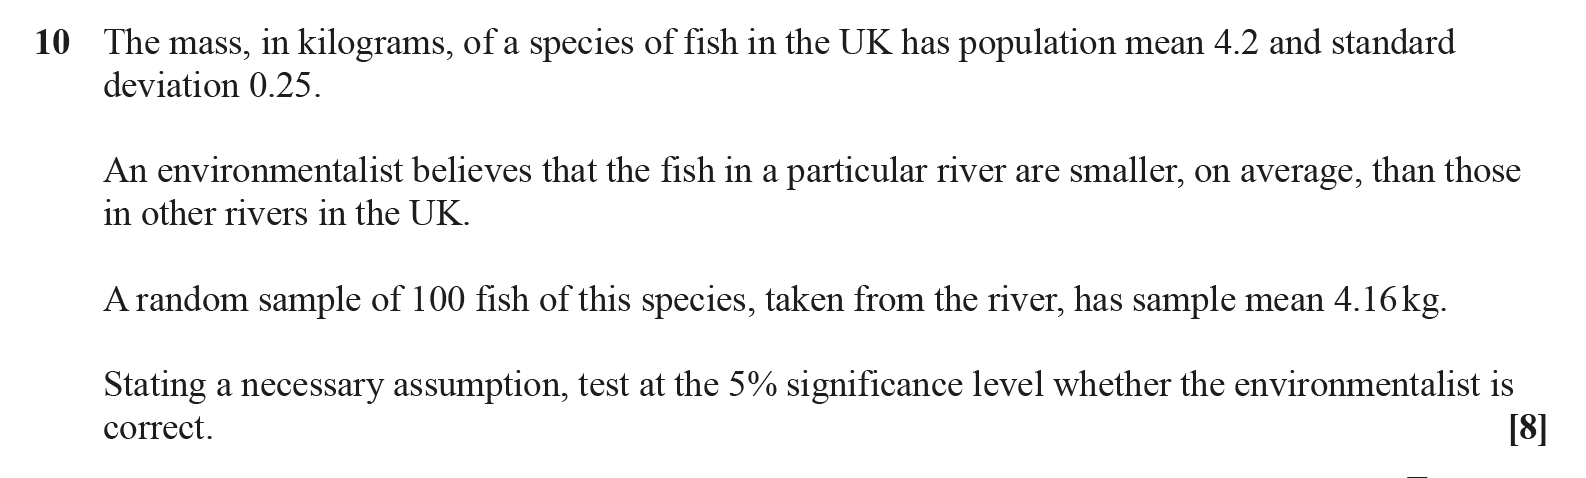 10 The mass, in kilograms, of a species of fish in the UK has population mean 4.2 and standard
deviation 0.25.
An environmentalist believes that the fish in a particular river are smaller, on average, than those
in other rivers in the UK.
A random sample of 100 fish of this species, taken from the river, has sample mean 4.16 kg.
Stating a necessary assumption, test at the 5% significance level whether the environmentalist is
correct. [8]